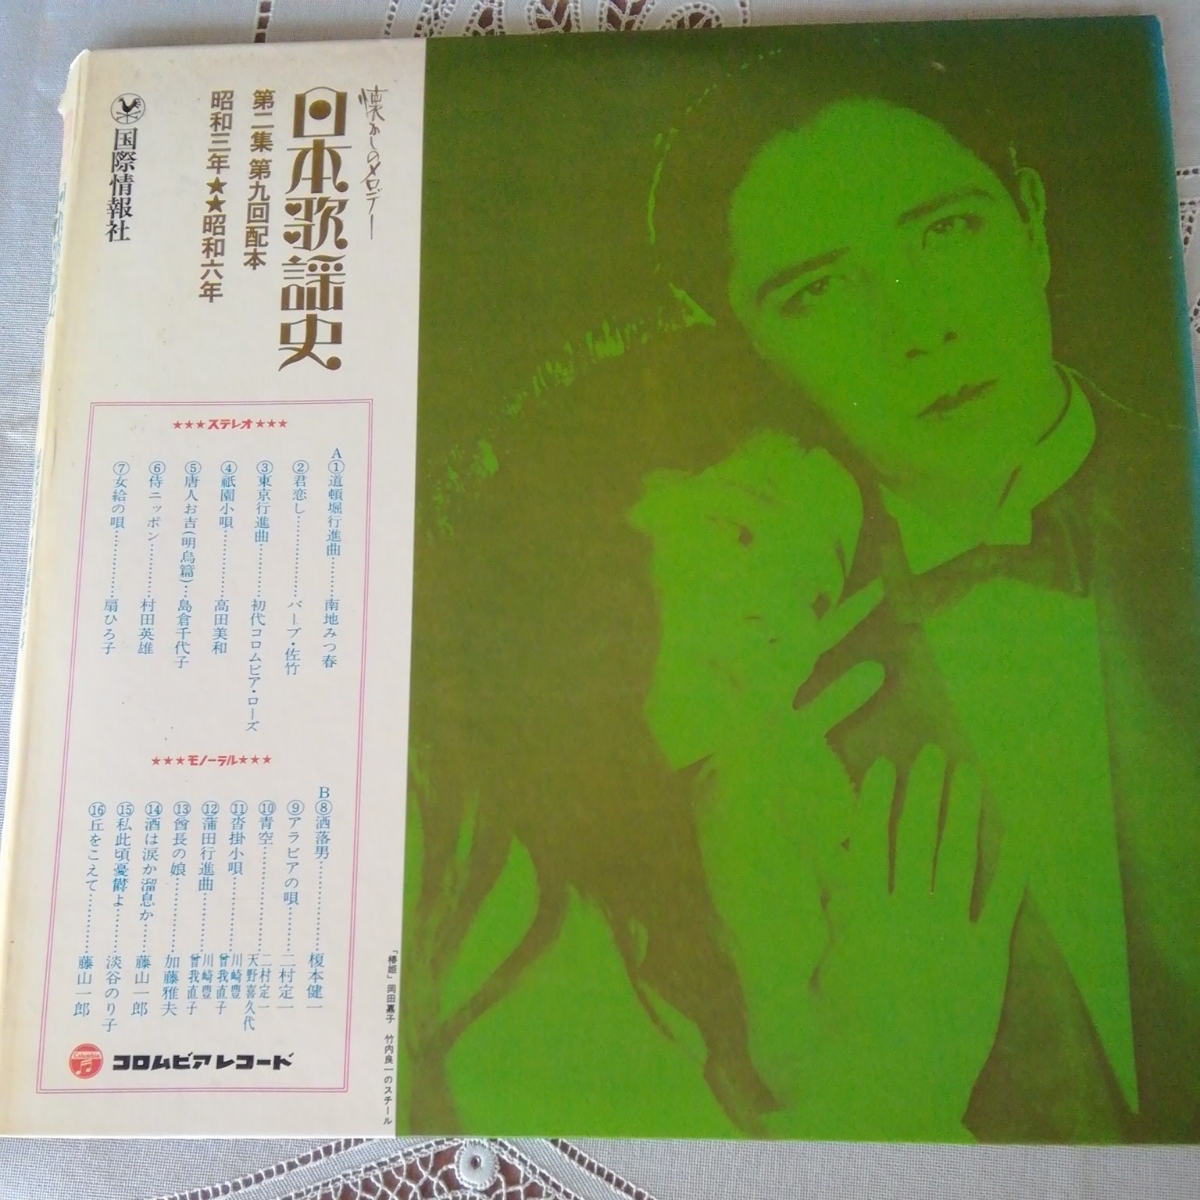 懐かしのメロデー
日本歌謡史
第二集 第九回配本
昭和三年★★昭和六年
国際情報社
★★★ステレオ★★★
A①道頓堀行進曲………南地みつ春
②君恋し………バーブ・佐竹
③東京行進曲………初代コロムビア・ローズ
④祇園小唄………高田美和
⑤唐人お吉(明烏篇)…島倉千代子
⑥侍ニッポン………村田英雄
⑦女給の唄………扇ひろ子
★★★モノーラル★★★
B⑧洒落男………榎本健一
⑨アラビアの唄………二村定一
⑩青空………二村定一 天野喜久代
⑪沓掛小唄………川崎豊 曾我直子
⑫蒲田行進曲………川崎豊 曾我直子
⑬酋長の娘………加藤雅夫
⑭酒は涙か溜息か………藤山一郎
⑮私此頃憂鬱よ………淡谷のり子
⑯丘をこえて………藤山一郎
Columbia
コロムビアレコード
「椿姫」岡田嘉子 竹内良一のスチール